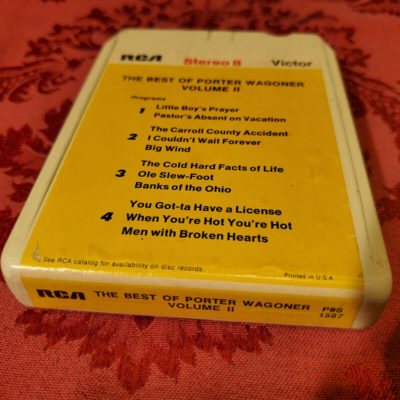 RCA Stereo 8 Victor
THE BEST OF PORTER WAGONER
VOLUME II
Programs
1 Little Boy's Prayer
Pastor's Absent on Vacation
2 The Carroll County Accident
I Couldn't Wait Forever
Big Wind
3 The Cold Hard Facts of Life
Ole Slew-Foot
Banks of the Ohio
4 You Got-ta Have a License
When You're Hot You're Hot
Men with Broken Hearts
See RCA catalog for availability on disc records.
Printed in U.S.A.
RCA THE BEST OF PORTER WAGONER P8S
VOLUME II 1587